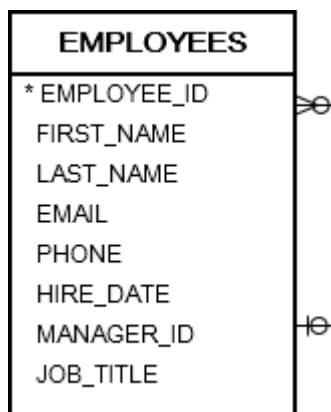 EMPLOYEES
* EMPLOYEE_ID
FIRST_NAME
LAST_NAME
EMAIL
PHONE
HIRE_DATE
MANAGER_ID
JOB_TITLE